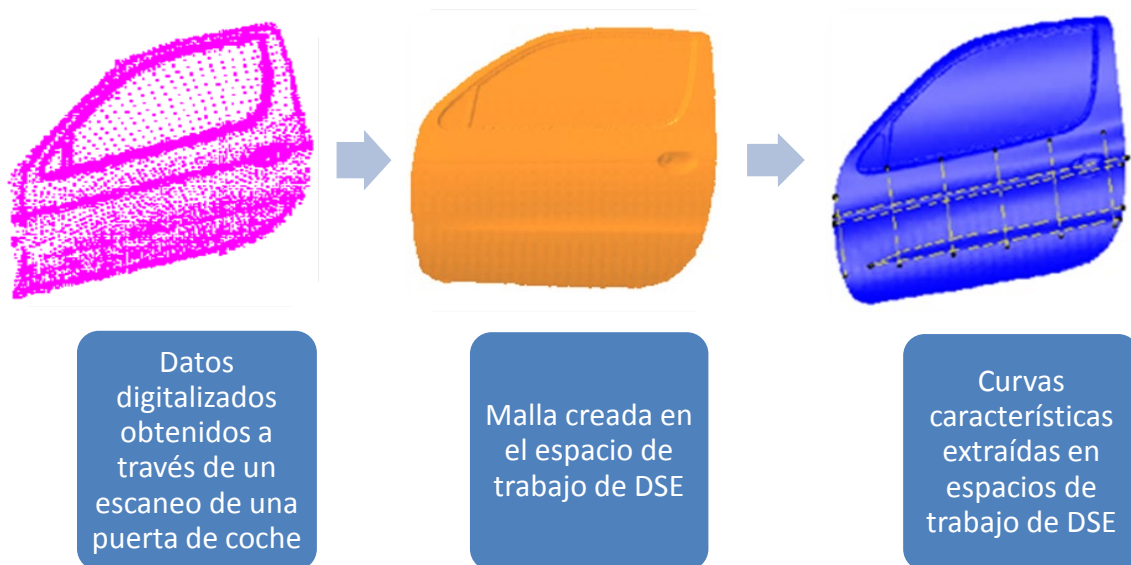 Datos
digitalizados
obtenidos a
través de un
escaneo de una
puerta de coche
Malla creada en
el espacio de
trabajo de DSE
Curvas
características
extraídas en
espacios de
trabajo de DSE